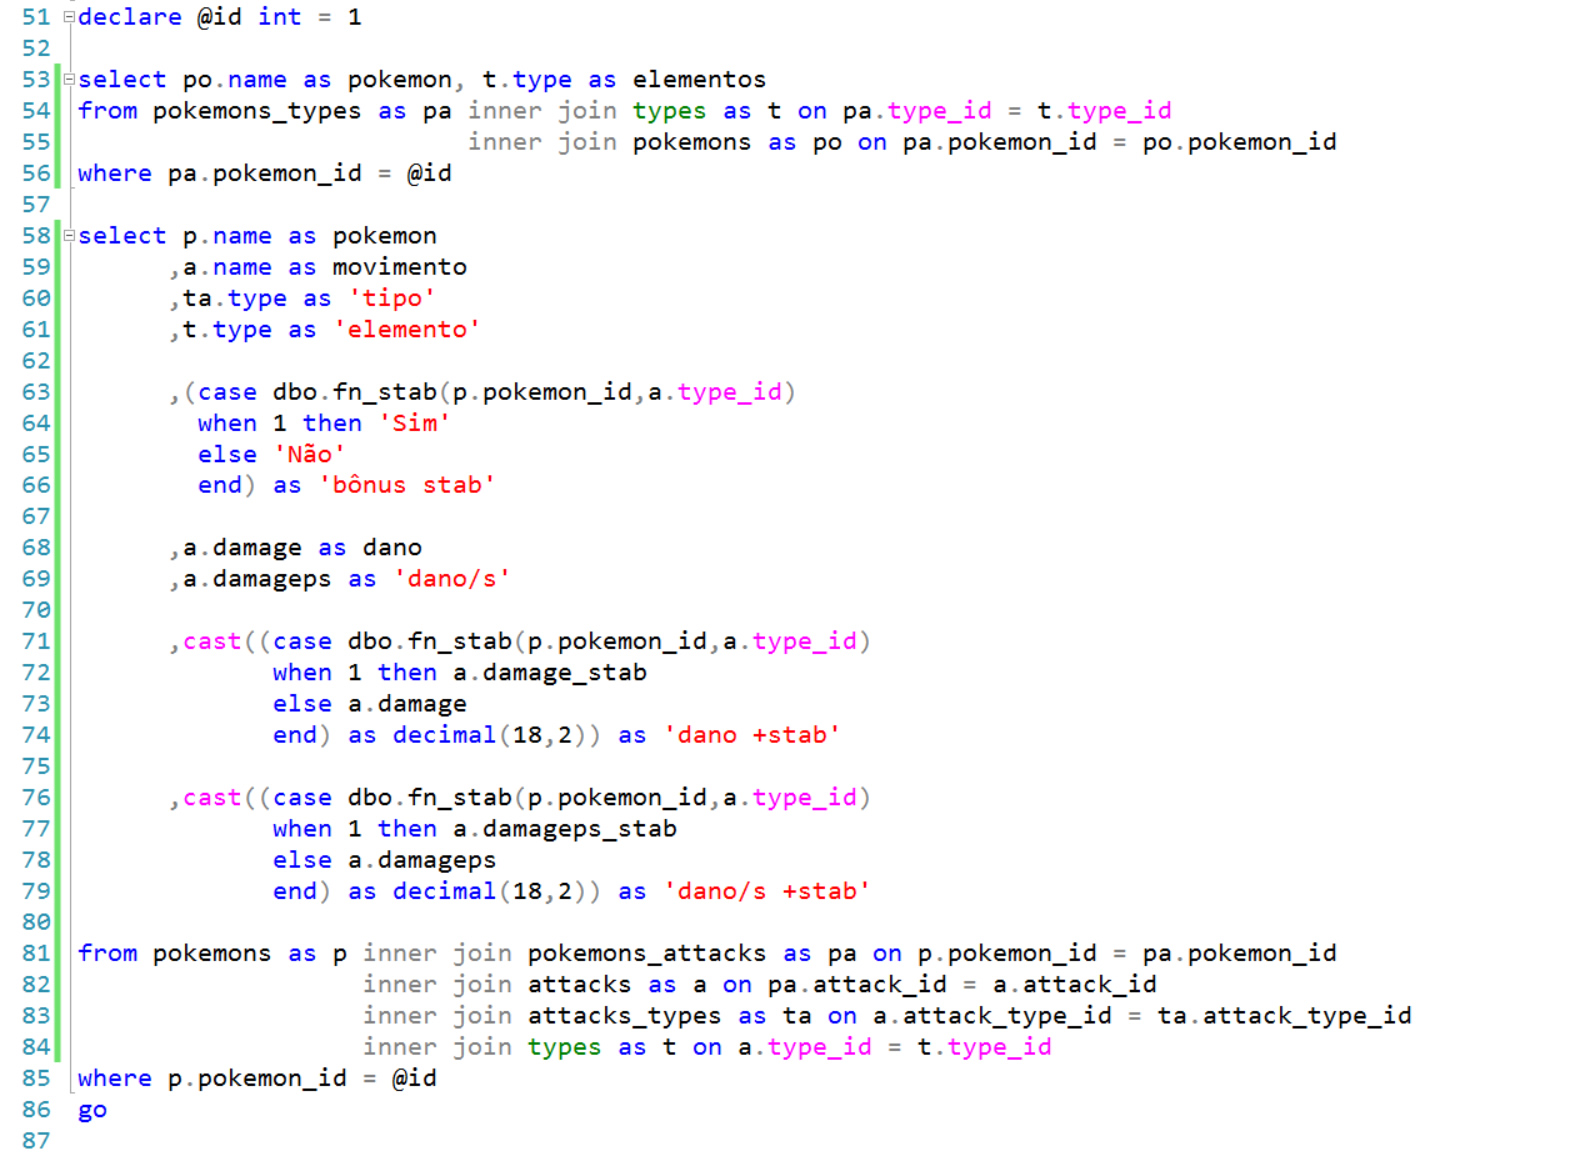 51 declare @id int = 1
52
53 select po.name as pokemon, t.type as elementos
54 from pokemons_types as pa inner join types as t on pa.type_id = t.type_id
55 inner join pokemons as po on pa.pokemon_id = po.pokemon_id
56 where pa.pokemon_id = @id
57
58 select p.name as pokemon
59 ,a.name as movimento
60 ,ta.type as 'tipo'
61 ,t.type as 'elemento'
62
63 ,(case dbo.fn_stab(p.pokemon_id,a.type_id)
64 when 1 then 'Sim'
65 else 'Não'
66 end) as 'bônus stab'
67
68 ,a.damage as dano
69 ,a.damageps as 'dano/s'
70
71 ,cast((case dbo.fn_stab(p.pokemon_id,a.type_id)
72 when 1 then a.damage_stab
73 else a.damage
74 end) as decimal(18,2)) as 'dano +stab'
75
76 ,cast((case dbo.fn_stab(p.pokemon_id,a.type_id)
77 when 1 then a.damageps_stab
78 else a.damageps
79 end) as decimal(18,2)) as 'dano/s +stab'
80
81 from pokemons as p inner join pokemons_attacks as pa on p.pokemon_id = pa.pokemon_id
82 inner join attacks as a on pa.attack_id = a.attack_id
83 inner join attacks_types as ta on a.attack_type_id = ta.attack_type_id
84 inner join types as t on a.type_id = t.type_id
85 where p.pokemon_id = @id
86 go
87